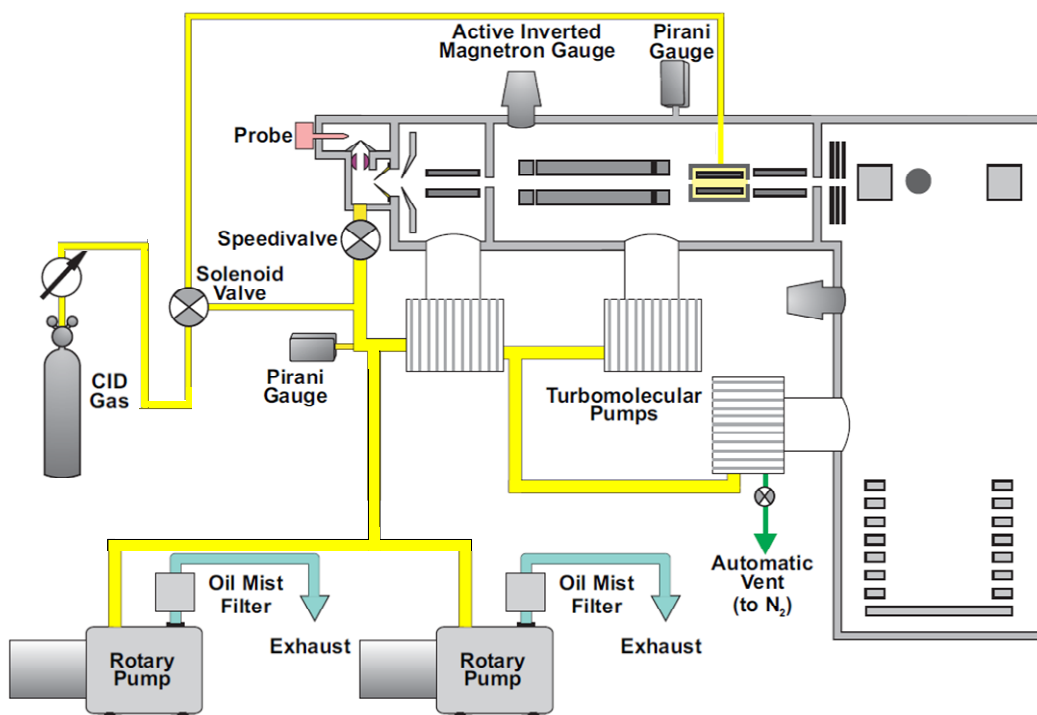 Active Inverted
Magnetron Gauge
Pirani
Gauge
Probe
Speedivalve
Solenoid
Valve
CID
Gas
Pirani
Gauge
Turbomolecular
Pumps
Automatic
Vent
(to N₂)
Oil Mist
Filter
Exhaust
Oil Mist
Filter
Exhaust
Rotary
Pump
Rotary
Pump